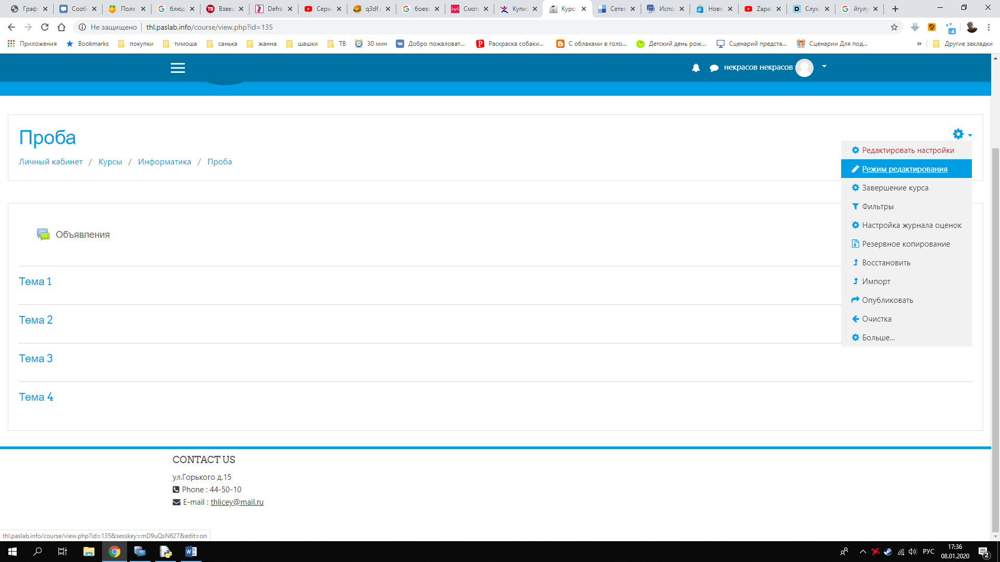 Граф
Сооб
Поле
блюд
Взвеш
Defra
Сери
q3df.
боеви
Смот
Купит
Курс:
Сетев
Испо
Ново
Zapa
Слух
йгулу
Не защищено
thl.paslab.info/course/view.php?id=135
-4
Приложения
Bookmarks
покупки
тимоша
санька
жанна
шашки
ТВ
30 мин
Добро пожаловат...
Раскраска собаки...
С облаками в голо...
Детский день рож...
Сценарий предста...
Сценарии Для под...
»
Другие закладки
некрасов некрасов
Проба
Личный кабинет / Курсы / Информатика / Проба
Редактировать настройки
Режим редактирования
Завершение курса
Фильтры
Настройка журнала оценок
Резервное копирование
Восстановить
Импорт
Опубликовать
Очистка
Больше...
Объявления
Тема 1
Тема 2
Тема 3
Тема 4
CONTACT US
ул.Горького д.15
Phone : 44-50-10
E-mail : thlicey@mail.ru
thl.paslab.info/course/view.php?id=135&sesskey=mD9uQsN627&edit=on
РУС
17:36
08.01.2020
2